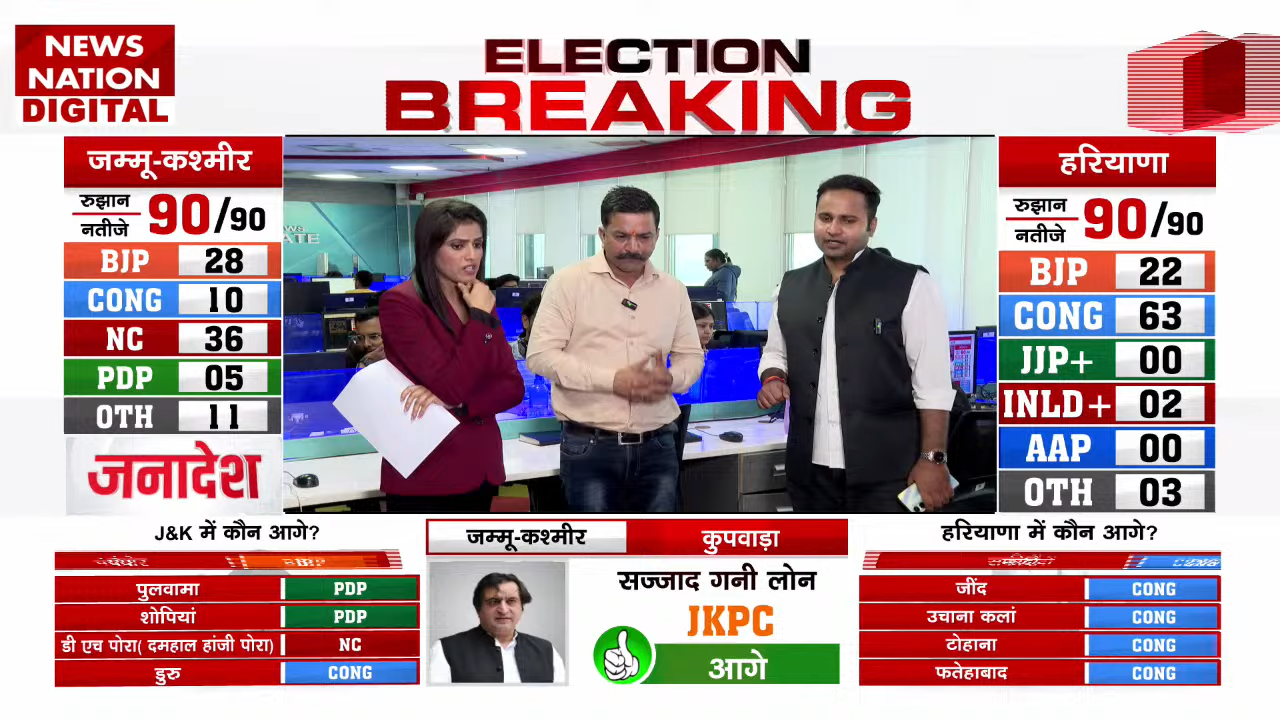 NEWS
NATION
DIGITAL
ELECTION
BREAKING
जम्मू-कश्मीर
रुझान
नतीजे
90/90
BJP 28
CONG 10
NC 36
PDP 05
OTH 11
जनादेश
हरियाणा
रुझान
नतीजे
90/90
BJP 22
CONG 63
JJP+ 00
INLD+ 02
AAP 00
OTH 03
J&K में कौन आगे?
पुलवामा PDP
शोपियां PDP
डी एच पोरा( दमहाल हांजी पोरा) NC
डुरु CONG
जम्मू-कश्मीर कुपवाड़ा
सज्जाद गनी लोन
JKPC
आगे
हरियाणा में कौन आगे?
CONG
जींद CONG
उचाना कलां CONG
टोहाना CONG
फतेहाबाद CONG